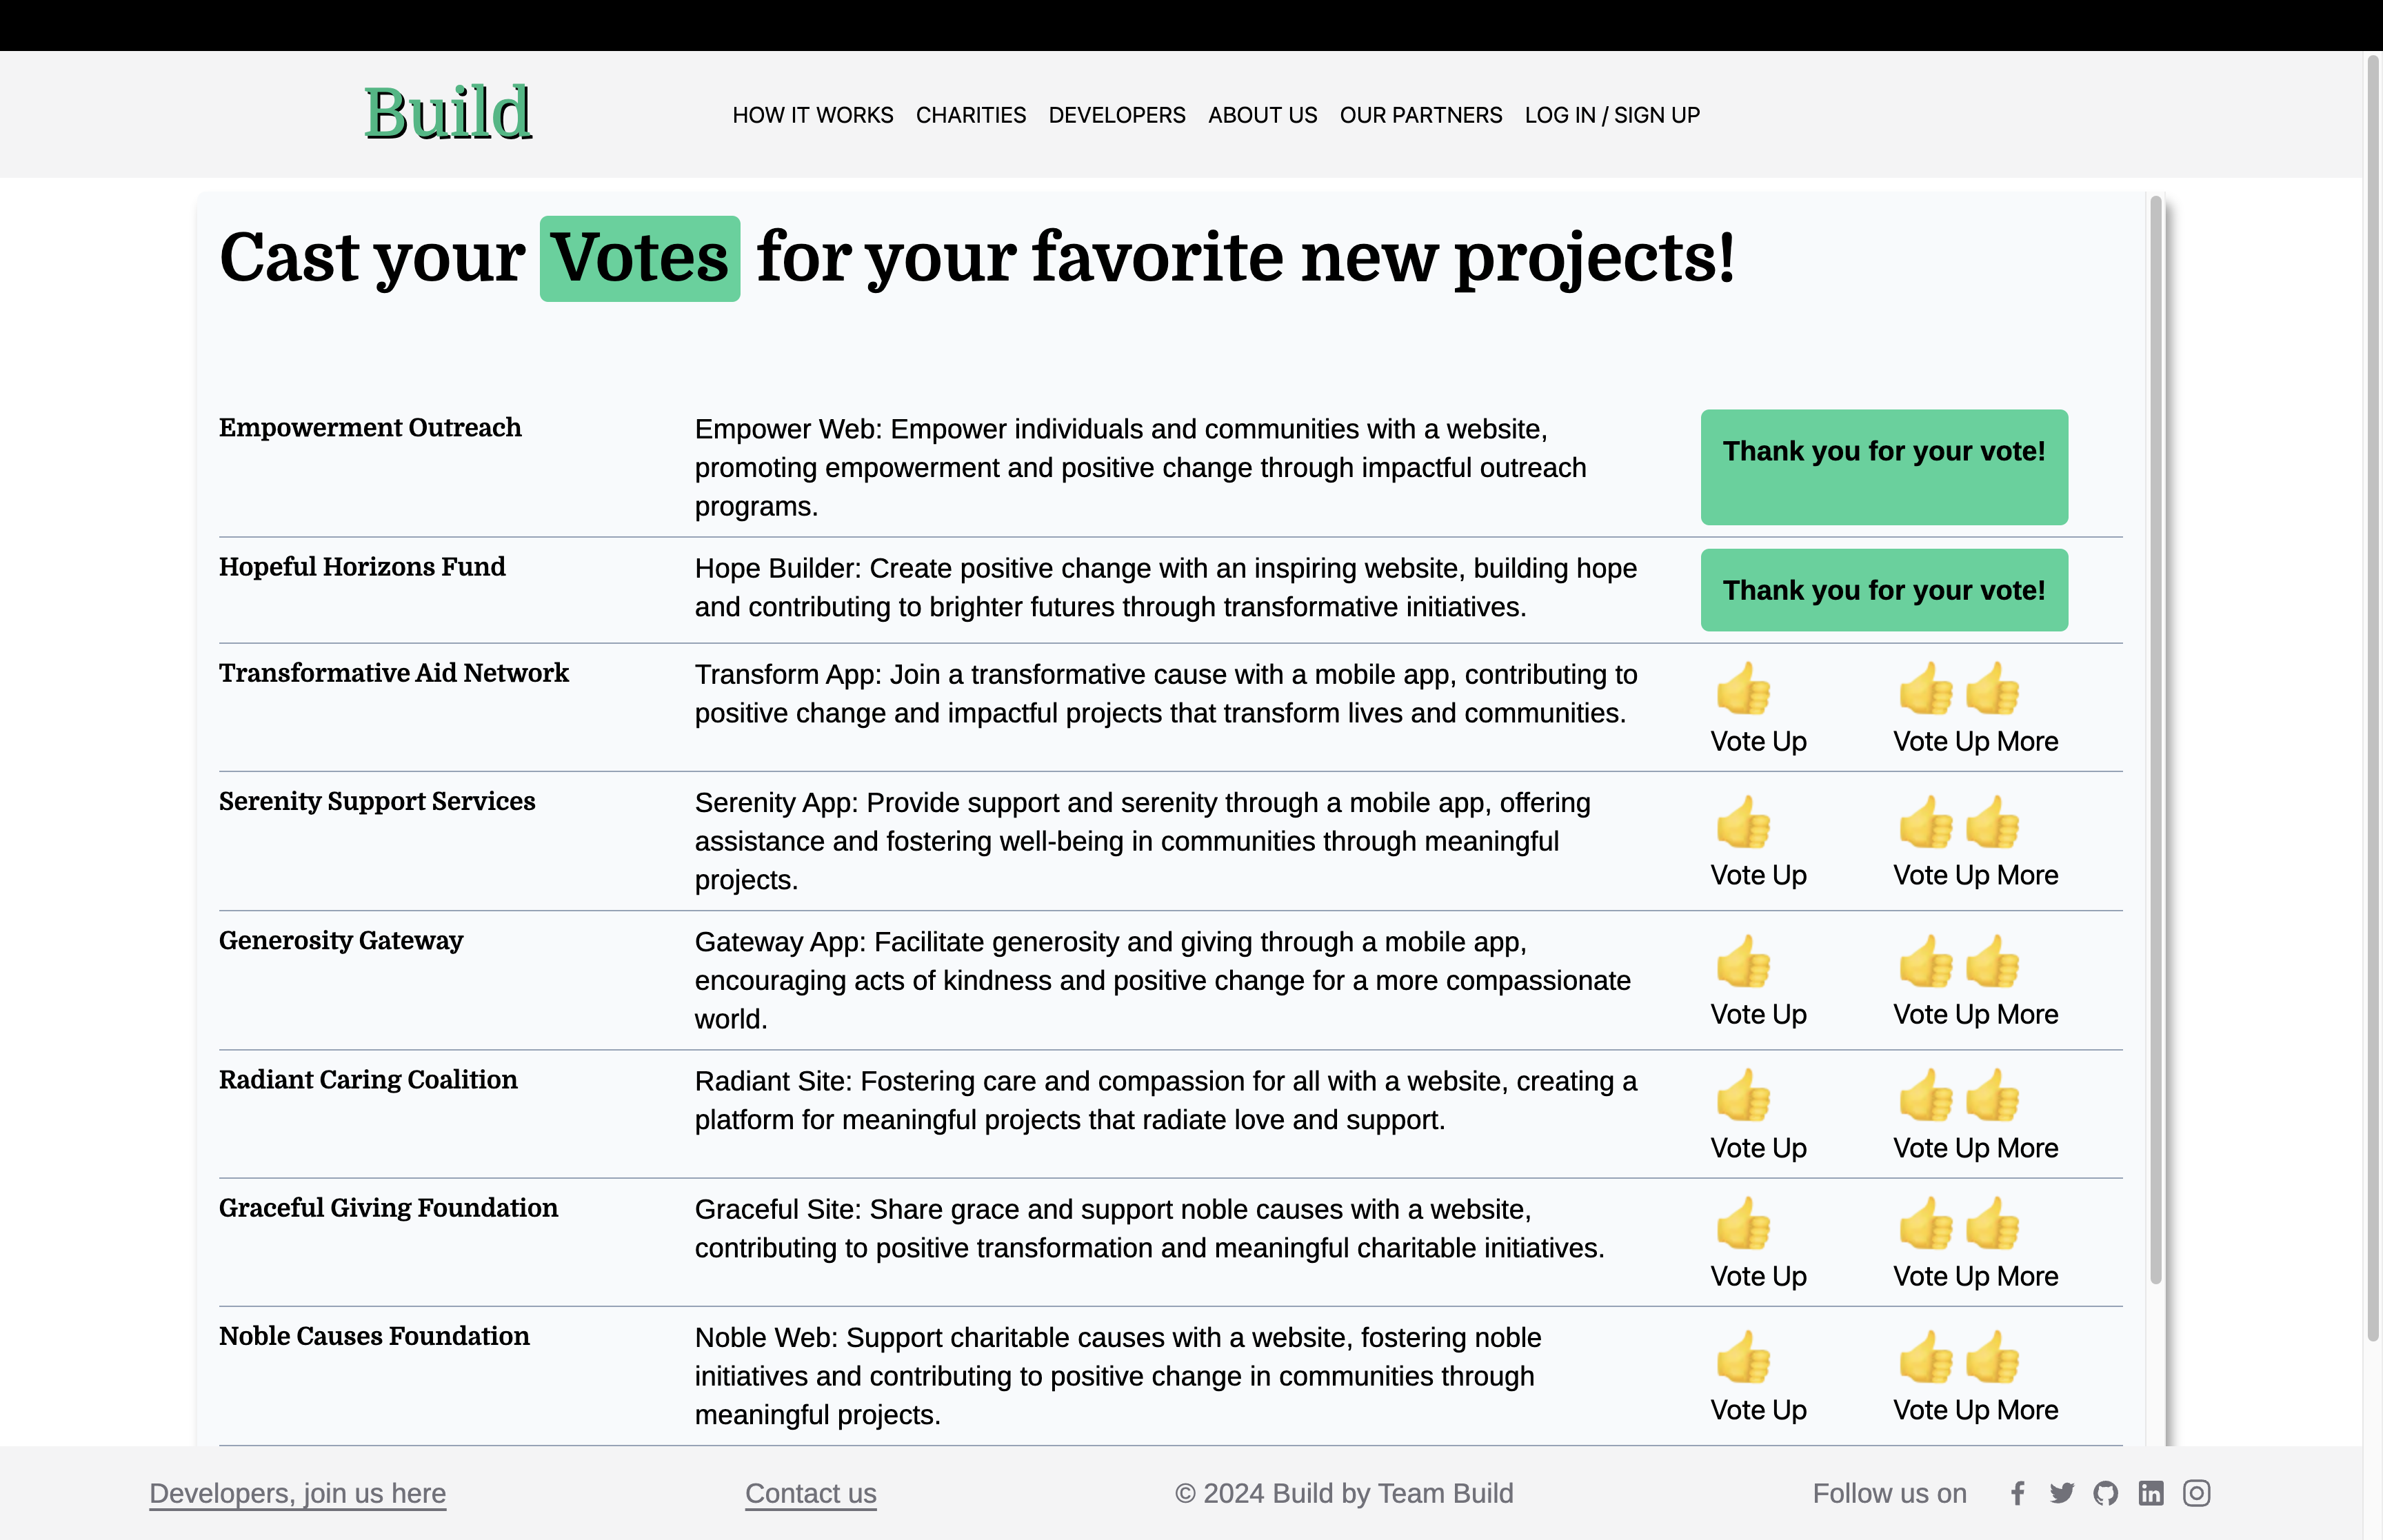 Build
HOW IT WORKS CHARITIES DEVELOPERS ABOUT US OUR PARTNERS LOG IN / SIGN UP
Cast your Votes for your favorite new projects!
Empowerment Outreach
Empower Web: Empower individuals and communities with a website,
promoting empowerment and positive change through impactful outreach
programs.
Thank you for your vote!
Hopeful Horizons Fund
Hope Builder: Create positive change with an inspiring website, building hope
and contributing to brighter futures through transformative initiatives.
Thank you for your vote!
Transformative Aid Network
Transform App: Join a transformative cause with a mobile app, contributing to
positive change and impactful projects that transform lives and communities.
Vote Up
Vote Up More
Serenity Support Services
Serenity App: Provide support and serenity through a mobile app, offering
assistance and fostering well-being in communities through meaningful
projects.
Vote Up
Vote Up More
Generosity Gateway
Gateway App: Facilitate generosity and giving through a mobile app,
encouraging acts of kindness and positive change for a more compassionate
world.
Vote Up
Vote Up More
Radiant Caring Coalition
Radiant Site: Fostering care and compassion for all with a website, creating a
platform for meaningful projects that radiate love and support.
Vote Up
Vote Up More
Graceful Giving Foundation
Graceful Site: Share grace and support noble causes with a website,
contributing to positive transformation and meaningful charitable initiatives.
Vote Up
Vote Up More
Noble Causes Foundation
Noble Web: Support charitable causes with a website, fostering noble
initiatives and contributing to positive change in communities through
meaningful projects.
Vote Up
Vote Up More
Developers, join us here
Contact us
© 2024 Build by Team Build
Follow us on